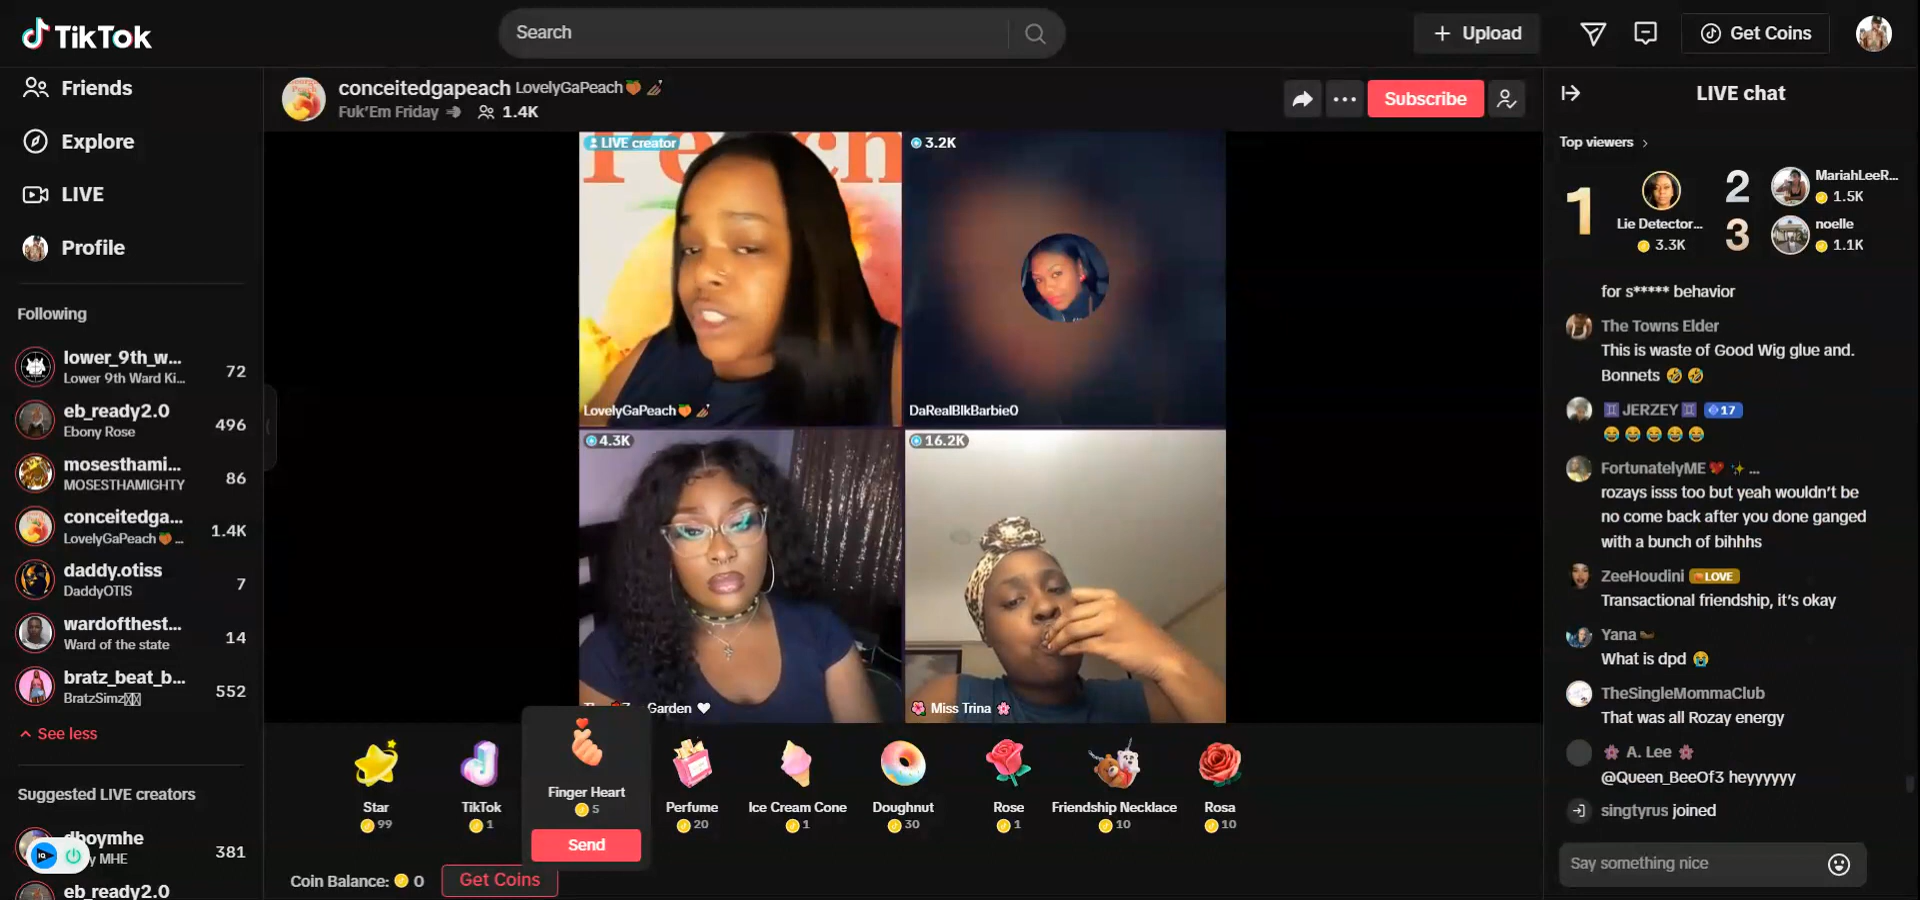 TikTok
Search
Upload
Get Coins
Friends
Explore
LIVE
Profile
Following
lower_9th_w...
Lower 9th Ward Ki...
72
eb_ready2.0
Ebony Rose
496
mosesthami...
MOSESTHAMIGHTY
86
conceitedga...
LovelyGaPeach🍑 ...
1.4K
daddy.otiss
DaddyOTIS
7
wardofthest...
Ward of the state
14
bratz_beat_b...
BratzSimz
552
See less
Suggested LIVE creators
dboymhe
y MHE
381
eb_ready2.0
conceitedgapeach LovelyGaPeach🍑💅🏾
Fuk'Em Friday 💨 1.4K
Subscribe
LIVE creator
LovelyGaPeach🍑💅🏾
3.2K
DaRealBlkBarbieO
4.3K
Garden 🤍
16.2K
🌸 Miss Trina 🌸
Star
99
TikTok
1
Finger Heart
5
Send
Perfume
20
Ice Cream Cone
1
Doughnut
30
Rose
1
Friendship Necklace
10
Rosa
10
Coin Balance: 0
Get Coins
LIVE chat
Top viewers >
1
Lie Detector...
3.3K
2
MariahLeeR...
1.5K
3
noelle
1.1K
for s***** behavior
The Towns Elder
This is waste of Good Wig glue and.
Bonnets 🤣 🤣
♊JERZEY♊ 17
😂 😂 😂 😂 😂
FortunatelyME💖 ✨ ...
rozays isss too but yeah wouldn't be
no come back after you done ganged
with a bunch of bihhhs
ZeeHoudini LOVE
Transactional friendship, it's okay
Yana
What is dpd 😭
TheSingleMommaClub
That was all Rozay energy
🌸 A. Lee 🌸
@Queen_BeeOf3 heyyyyyy
singtyrus joined
Say something nice